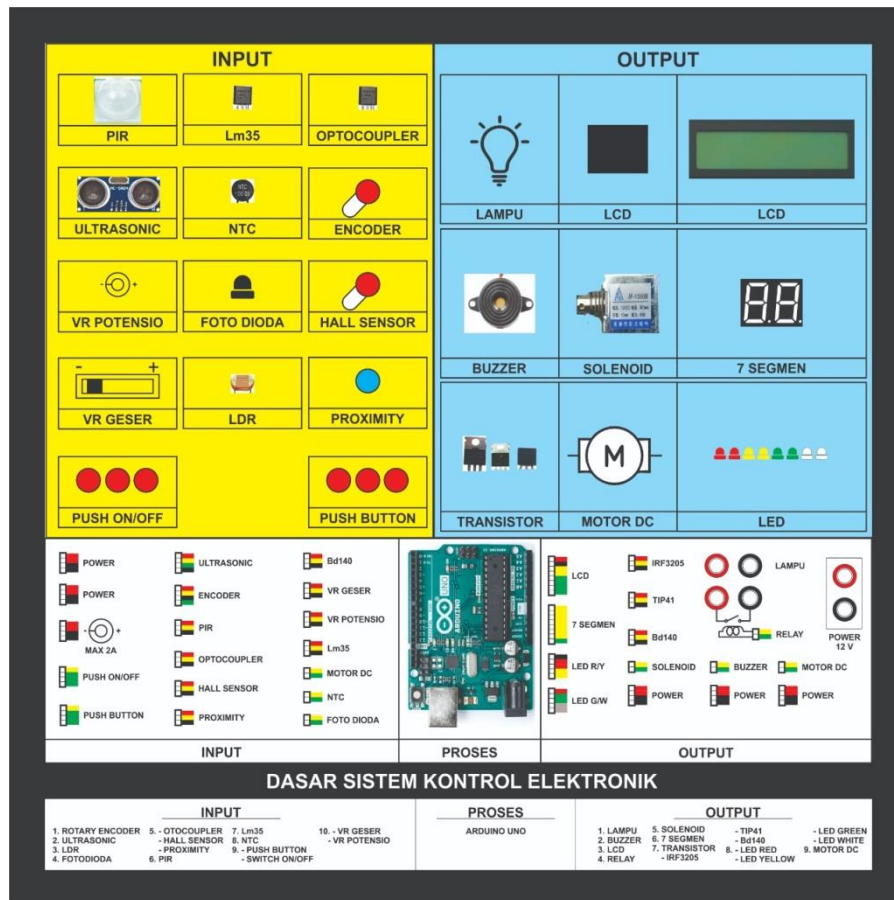 INPUT
PIR
Lm35
OPTOCOUPLER
ULTRASONIC
NTC
ENCODER
- +
VR POTENSIO
FOTO DIODA
HALL SENSOR
- +
VR GESER
LDR
PROXIMITY
PUSH ON/OFF
PUSH BUTTON
OUTPUT
LAMPU
LCD
LCD
BUZZER
SOLENOID
7 SEGMEN
M
TRANSISTOR
MOTOR DC
LED
POWER
POWER
- +
MAX 2A
PUSH ON/OFF
PUSH BUTTON
ULTRASONIC
ENCODER
PIR
OPTOCOUPLER
HALL SENSOR
PROXIMITY
Bd140
VR GESER
VR POTENSIO
Lm35
MOTOR DC
NTC
FOTO DIODA
INPUT
UNO
ARDUINO
PROSES
LCD
7 SEGMEN
LED R/Y
LED G/W
IRF3205
TIP41
Bd140
SOLENOID
POWER
LAMPU
RELAY
BUZZER
POWER
POWER
12 V
MOTOR DC
POWER
OUTPUT
DASAR SISTEM KONTROL ELEKTRONIK
INPUT
1. ROTARY ENCODER
2. ULTRASONIC
3. LDR
4. FOTODIODA
5. - OTOCOUPLER
- HALL SENSOR
- PROXIMITY
6. PIR
7. Lm35
8. NTC
9. - PUSH BUTTON
- SWITCH ON/OFF
10. - VR GESER
- VR POTENSIO
PROSES
ARDUINO UNO
OUTPUT
1. LAMPU
2. BUZZER
3. LCD
4. RELAY
5. SOLENOID
6. 7 SEGMEN
7. TRANSISTOR
- IRF3205
- TIP41
- Bd140
8. - LED RED
- LED YELLOW
- LED GREEN
- LED WHITE
9. MOTOR DC